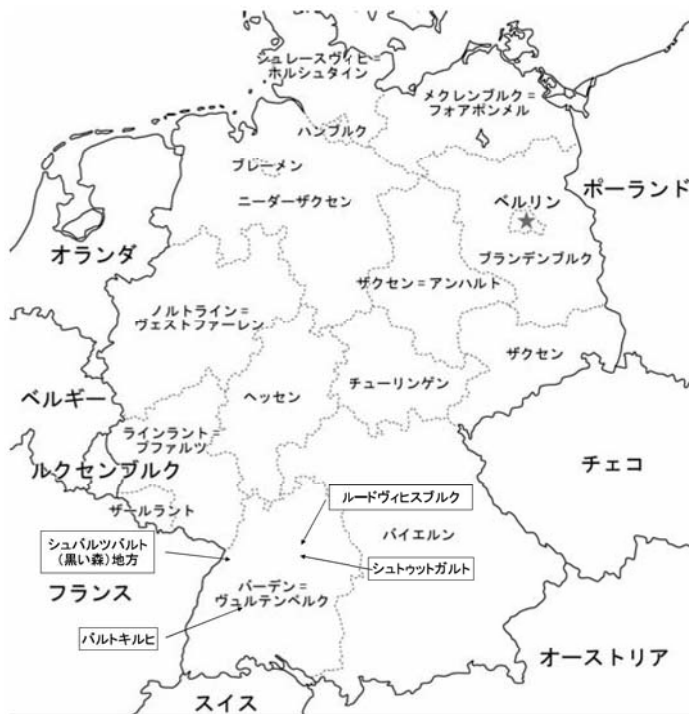 シュレースヴィヒ=
ホルシュタイン
メクレンブルク=
フォアポンメルン
ハンブルク
ブレーメン
ニーダーザクセン
ベルリン
ポーランド
オランダ
ブランデンブルク
ザクセン=アンハルト
ノルトライン=
ヴェストファーレン
ザクセン
チューリンゲン
ヘッセン
ベルギー
ラインラント=
プファルツ
ルクセンブルク
チェコ
ザールラント
ルードヴィヒスブルク
バイエルン
シュバルツバルト
(黒い森)地方
シュトゥットガルト
フランス
バーデン=
ヴュルテンベルク
バルトキルヒ
オーストリア
スイス